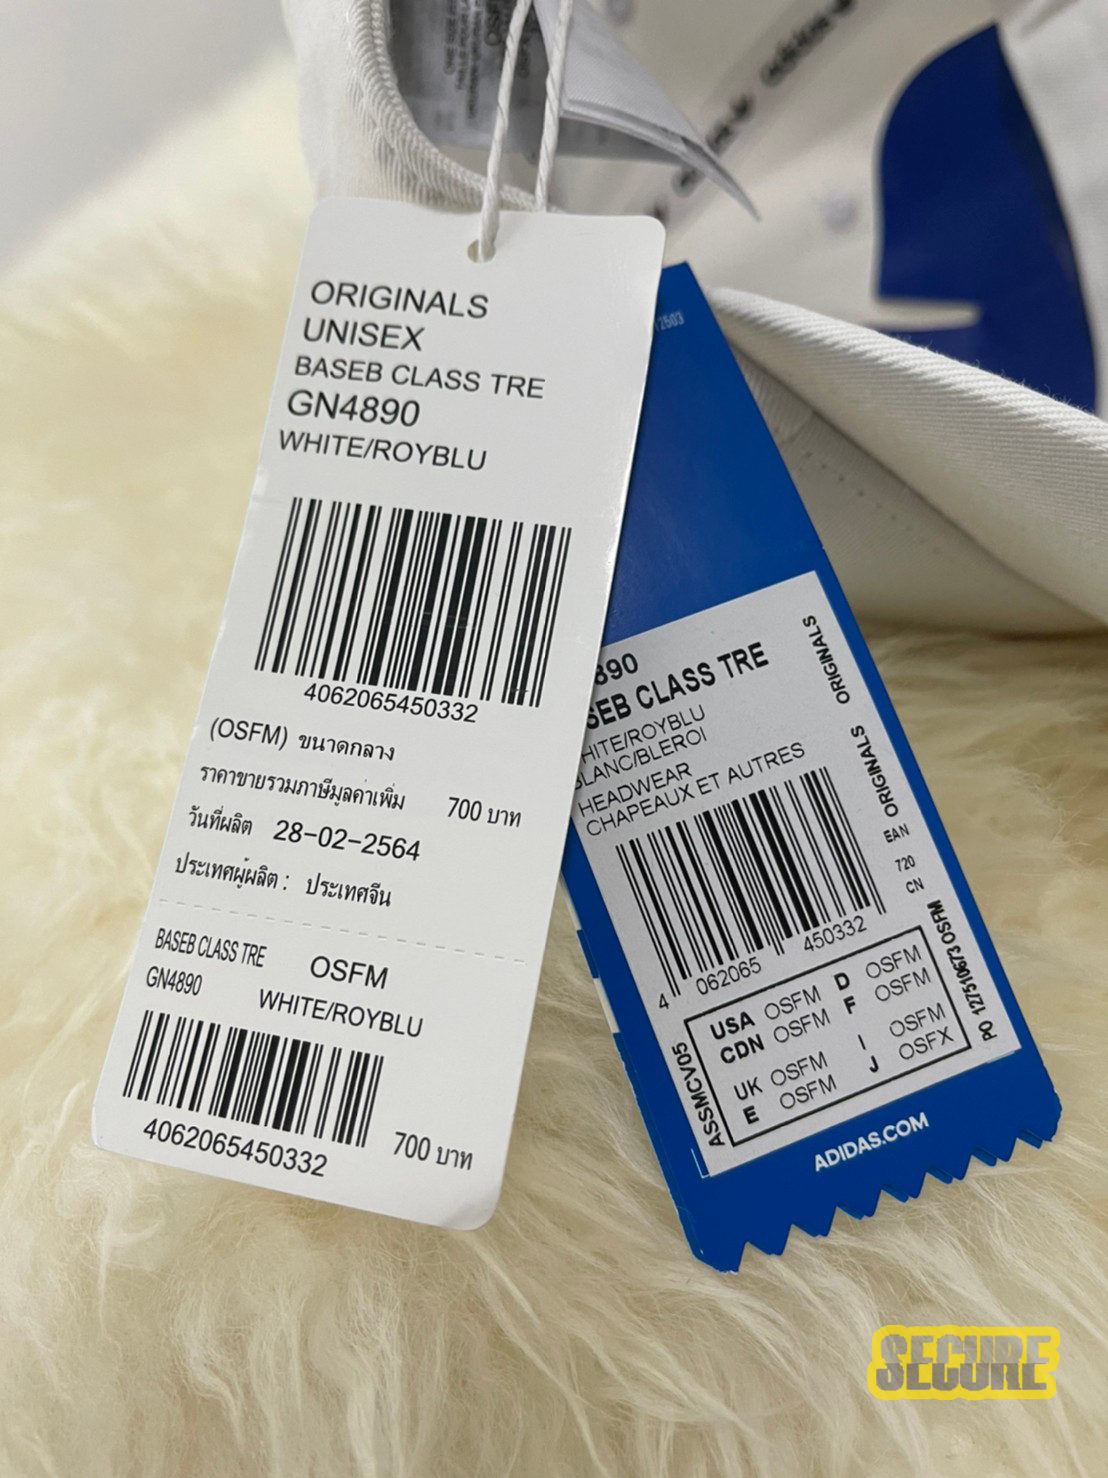 ORIGINALS
UNISEX
BASEB CLASS TRE
GN4890
WHITE/ROYBLU
4062065450332
(OSFM) ขนาดกลาง
ราคาขายรวมภาษีมูลค่าเพิ่ม 700 บาท
วันที่ผลิต 28-02-2564
ประเทศผู้ผลิต : ประเทศจีน
BASEB CLASS TRE
GN4890
OSFM
WHITE/ROYBLU
4062065450332
700 บาท
12503
890
SEB CLASS TRE
HITE/ROYBLU
BLANC/BLEROI
HEADWEAR
CHAPEAUX ET AUTRES
4 062065 450332
ORIGINALS
ORIGINALS
ORIGINALS
EAN
720
CN
USA OSFM D OSFM
CDN OSFM F OSFM
UK OSFM I OSFM
E OSFM J OSFX
ASSMCV05
PO 127510673 OSFM
ADIDAS.COM
adidas
SECURE